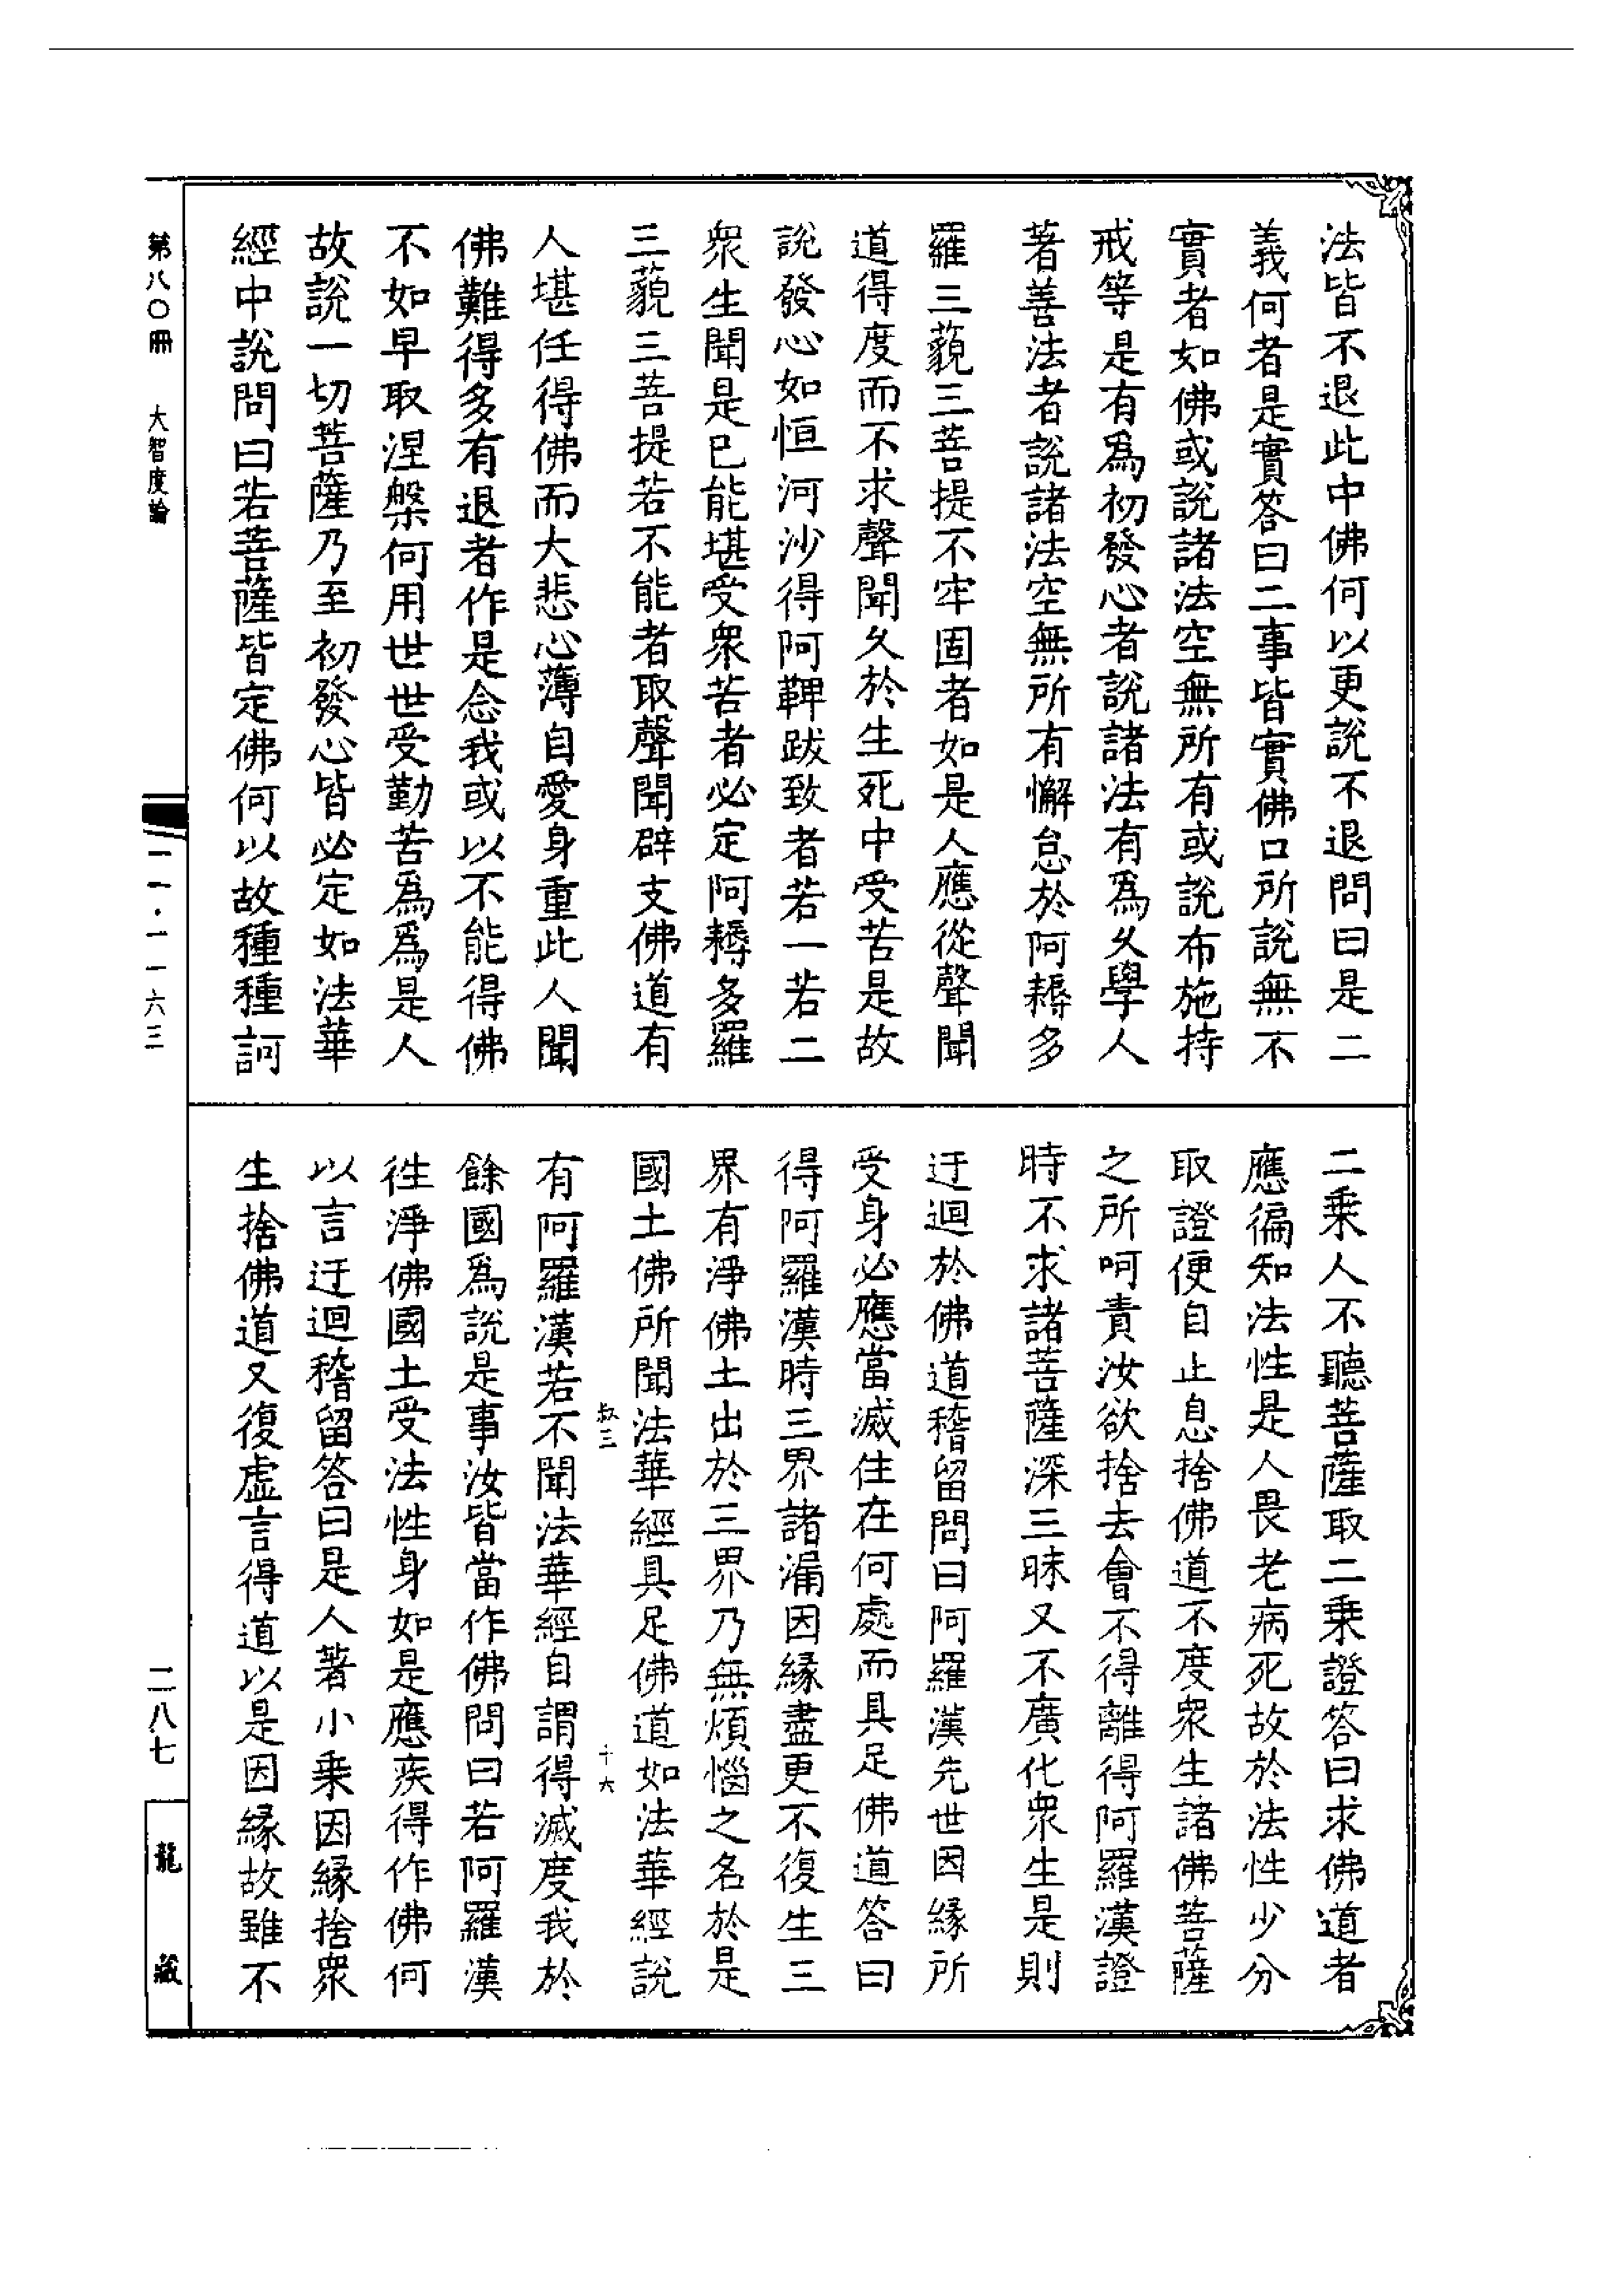 法皆不退此中佛何以更說不退問曰是二
義何者是實答曰二事皆實佛口所說無不
實者如佛或說諸法空無所有或說布施持
戒等是有爲初發心者說諸法有爲久學人
著善法者說諸法空無所有懈怠於阿耨多
羅三藐三菩提不牢固者如是人應從聲聞
道得度而不求聲聞久於生死中受苦是故
說發心如恒河沙得阿鞞跋致者若一若二
衆生聞是已能堪受衆苦者必定阿耨多羅
三藐三菩提若不能者取聲聞辟支佛道有
人堪任得佛而大悲心薄自愛身重此人聞
佛難得多有退者作是念我或以不能得佛
不如早取涅槃何用世世受勤苦爲爲是人
故說一切菩薩乃至初發心皆必定如法華
經中說問曰若菩薩皆定佛何以故種種訶
二乗人不聽菩薩取二乗證答曰求佛道者
應徧知法性是人畏老病死故於法性少分
取證便自止息捨佛道不度衆生諸佛菩薩
之所呵責汝欲捨去會不得離得阿羅漢證
時不求諸菩薩深三昧又不廣化衆生是則
迂迴於佛道稽留問曰阿羅漢先世因緣所
受身必應當滅住在何處而具足佛道答曰
得阿羅漢時三界諸漏因緣盡更不復生三
界有淨佛土出於三界乃無煩惱之名於是
國土佛所聞法華經具足佛道如法華經說
叔三 十六
有阿羅漢若不聞法華經自謂得滅度我於
餘國爲說是事汝皆當作佛問曰若阿羅漢
徃淨佛國土受法性身如是應疾得作佛何
以言迂迴稽留答曰是人著小乗因緣捨衆
生捨佛道又復虛言得道以是因緣故雖不
第八〇冊 大智度論
一一·一一六三
二八七
龍藏